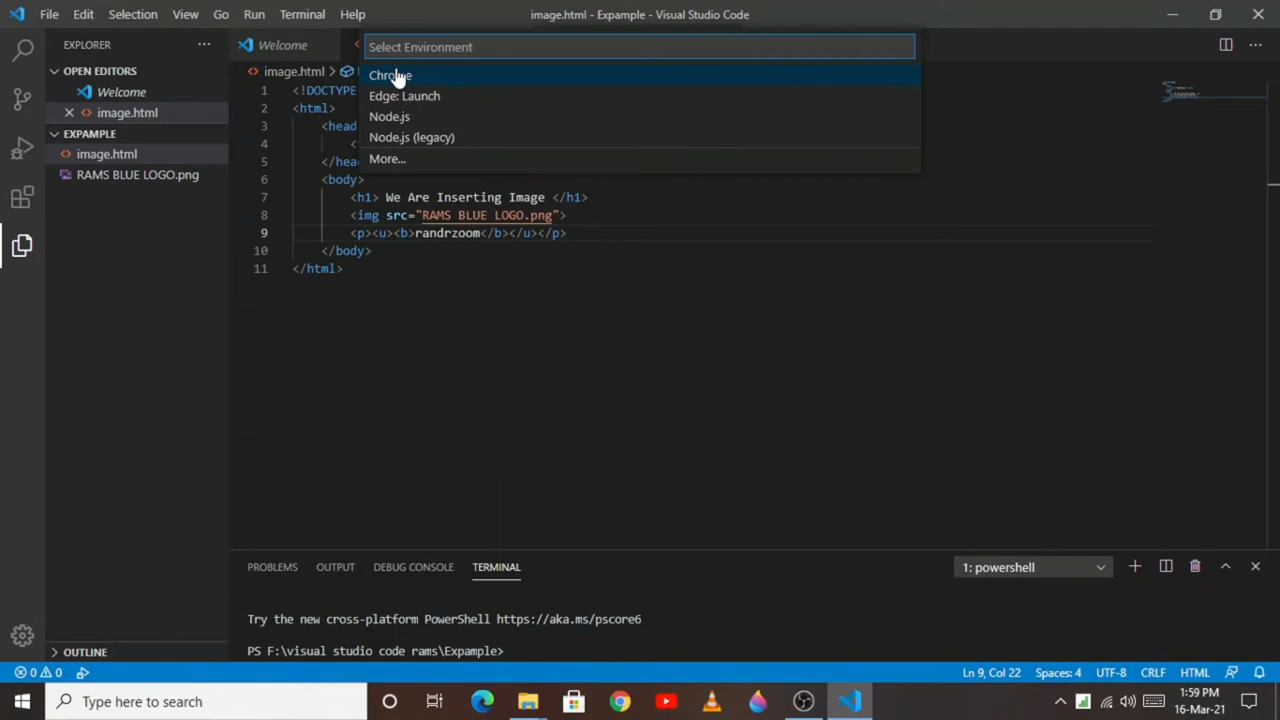 File Edit Selection View Go Run Terminal Help image.html - Expample - Visual Studio Code
EXPLORER
Welcome
Select Environment
OPEN EDITORS
image.html
Chrome
Welcome
1 <!DOCTYPE
Edge: Launch
image.html
2 <html>
Node.js
EXPAMPLE
3 <head
Node.js (legacy)
image.html
4 <
More...
RAMS BLUE LOGO.png
5 </hea
6 <body>
7 <h1> We Are Inserting Image </h1>
8 <img src="RAMS BLUE LOGO.png">
9 <p><u><b>randrzoom</b></u></p>
10 </body>
11 </html>
PROBLEMS OUTPUT DEBUG CONSOLE TERMINAL 1: powershell
Try the new cross-platform PowerShell https://aka.ms/pscore6
PS F:\visual studio code rams\Expample>
OUTLINE
0 0 Ln 9, Col 22 Spaces: 4 UTF-8 CRLF HTML
Type here to search
1:59 PM
16-Mar-21